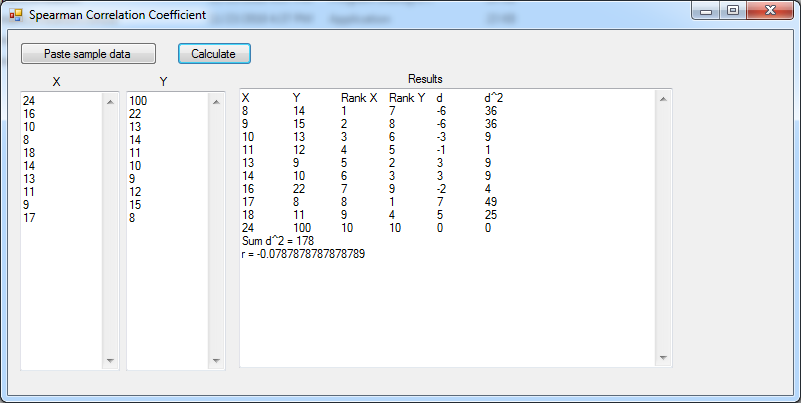 Spearman Correlation Coefficient
Paste sample data Calculate
X Y Results
24
16
10
8
18
14
13
11
9
17
100
22
13
14
11
10
9
12
15
8
X Y Rank X Rank Y d d^2
8 14 1 7 -6 36
9 15 2 8 -6 36
10 13 3 6 -3 9
11 12 4 5 -1 1
13 9 5 2 3 9
14 10 6 3 3 9
16 22 7 9 -2 4
17 8 8 1 7 49
18 11 9 4 5 25
24 100 10 10 0 0
Sum d^2 = 178
r = -0.0787878787878789